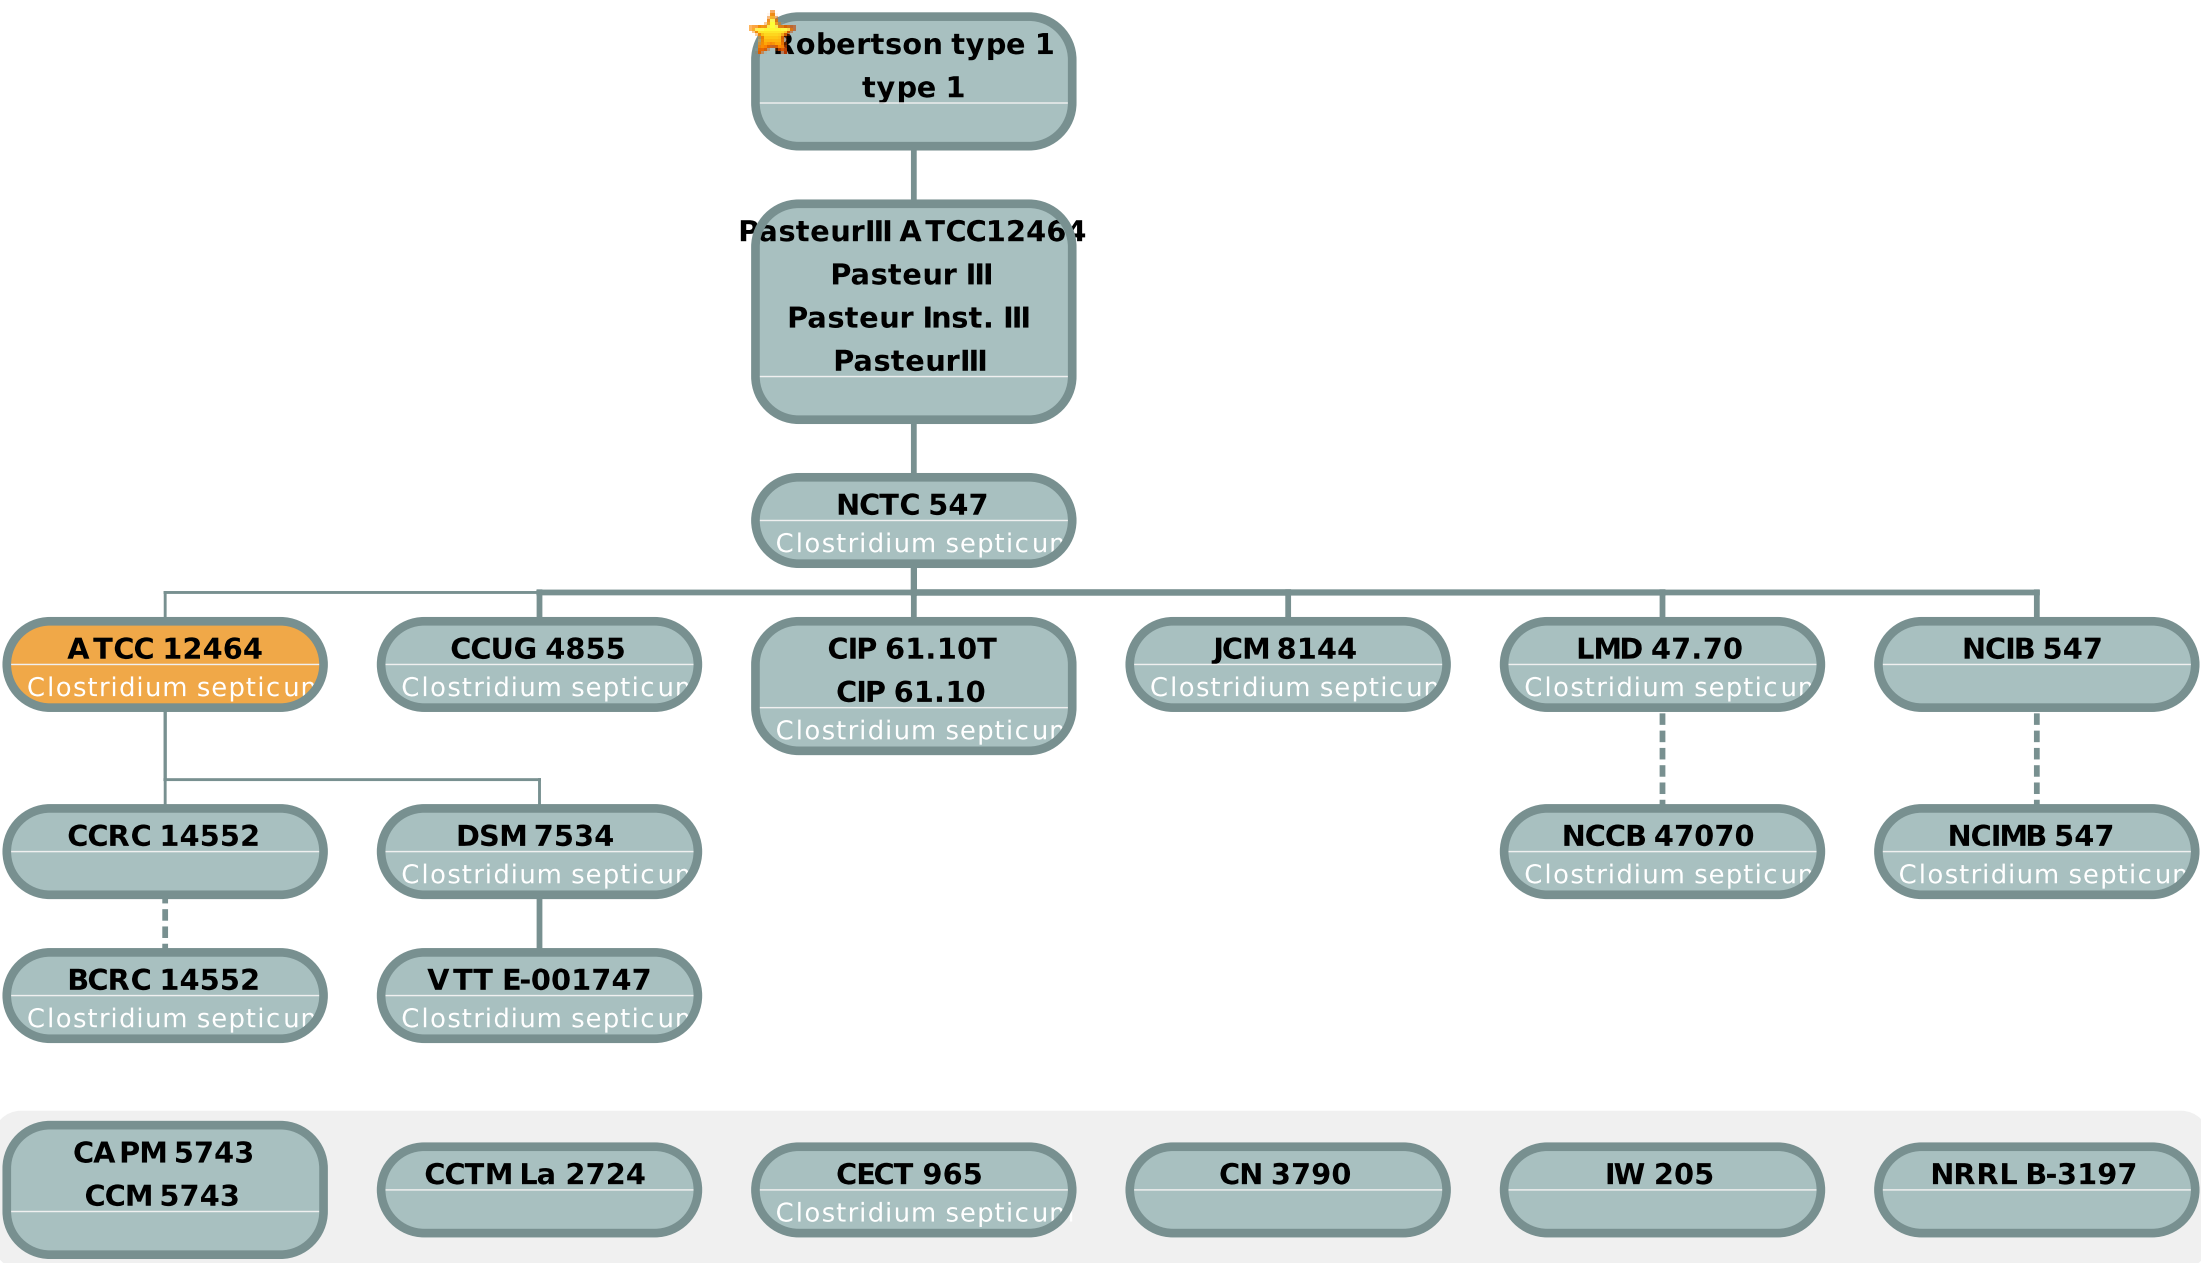 Robertson type 1
type 1
PasteurIII ATCC12464
Pasteur III
Pasteur Inst. III
PasteurIII
NCTC 547
Clostridium septicum
ATCC 12464
Clostridium septicum
CCUG 4855
Clostridium septicum
CIP 61.10T
CIP 61.10
Clostridium septicum
JCM 8144
Clostridium septicum
LMD 47.70
Clostridium septicum
NCIB 547
CCRC 14552
DSM 7534
Clostridium septicum
NCCB 47070
Clostridium septicum
NCIMB 547
Clostridium septicum
BCRC 14552
Clostridium septicum
VTT E-001747
Clostridium septicum
CAPM 5743
CCM 5743
CCTM La 2724
CECT 965
Clostridium septicum
CN 3790
IW 205
NRRL B-3197